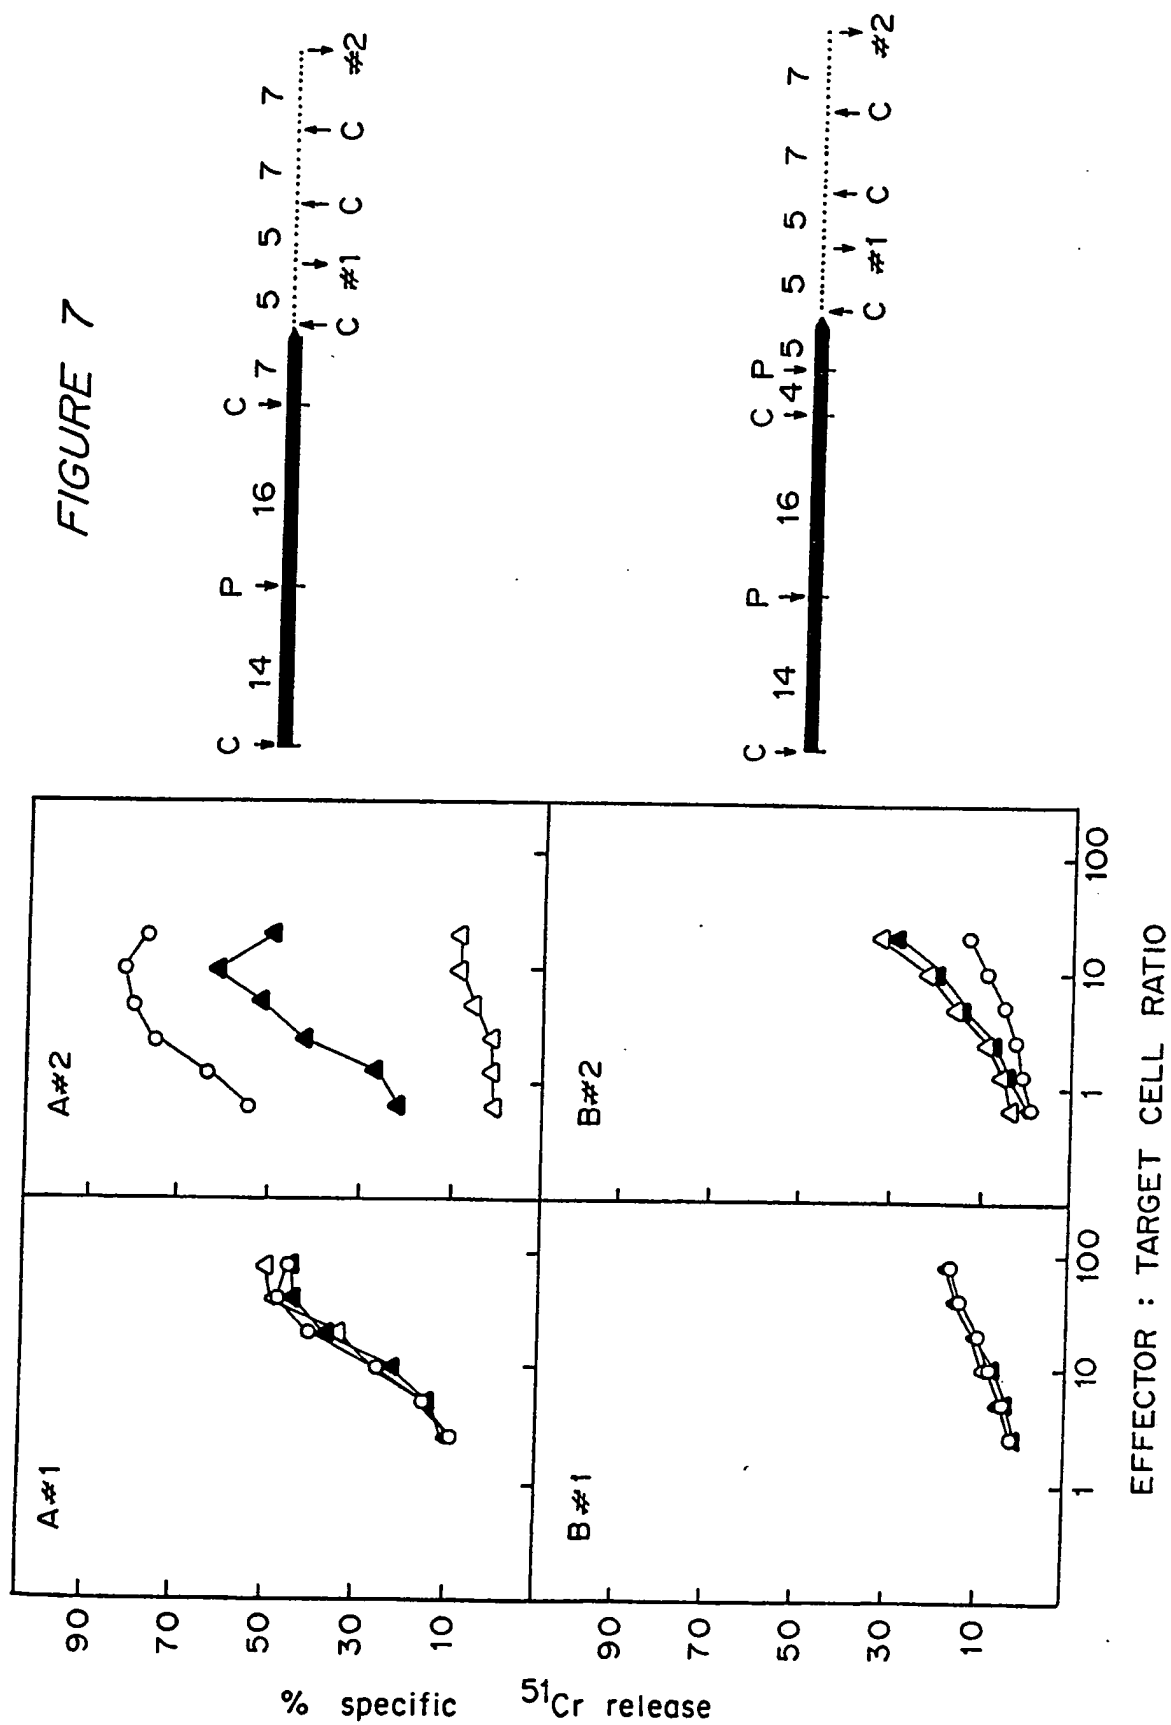 FIGURE 7
% specific ⁵¹Cr release
A#1
A#2
90
70
50
30
10
B#1
B#2
90
70
50
30
10
1 10 100 1 10 100
EFFECTOR : TARGET CELL RATIO
C P C
14 16 7 5 5 7 7
C #1 C C #2
C P C P
14 16 4 5 5 5 7 7
C #1 C C #2